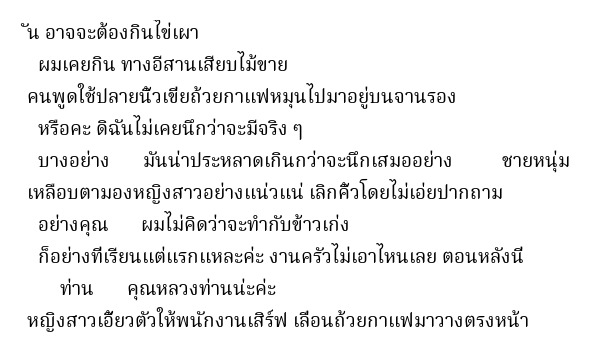 ัน อาจจะต้องกินไข่เผา
ผมเคยกิน ทางอีสานเสียบไม้ขาย
คนพูดใช้ปลายนิ้วเขี่ยถ้วยกาแฟหมุนไปมาอยู่บนจานรอง
หรือคะ ดิฉันไม่เคยนึกว่าจะมีจริง ๆ
บางอย่าง มันน่าประหลาดเกินกว่าจะนึกเสมออย่าง ชายหนุ่ม
เหลือบตามองหญิงสาวอย่างแน่วแน่ เลิกคิ้วโดยไม่เอ่ยปากถาม
อย่างคุณ ผมไม่คิดว่าจะทำกับข้าวเก่ง
ก็อย่างที่เรียนแต่แรกแหละค่ะ งานครัวไม่เอาไหนเลย ตอนหลังนี่
ท่าน คุณหลวงท่านน่ะค่ะ
หญิงสาวเอี้ยวตัวให้พนักงานเสิร์ฟ เลื่อนถ้วยกาแฟมาวางตรงหน้า